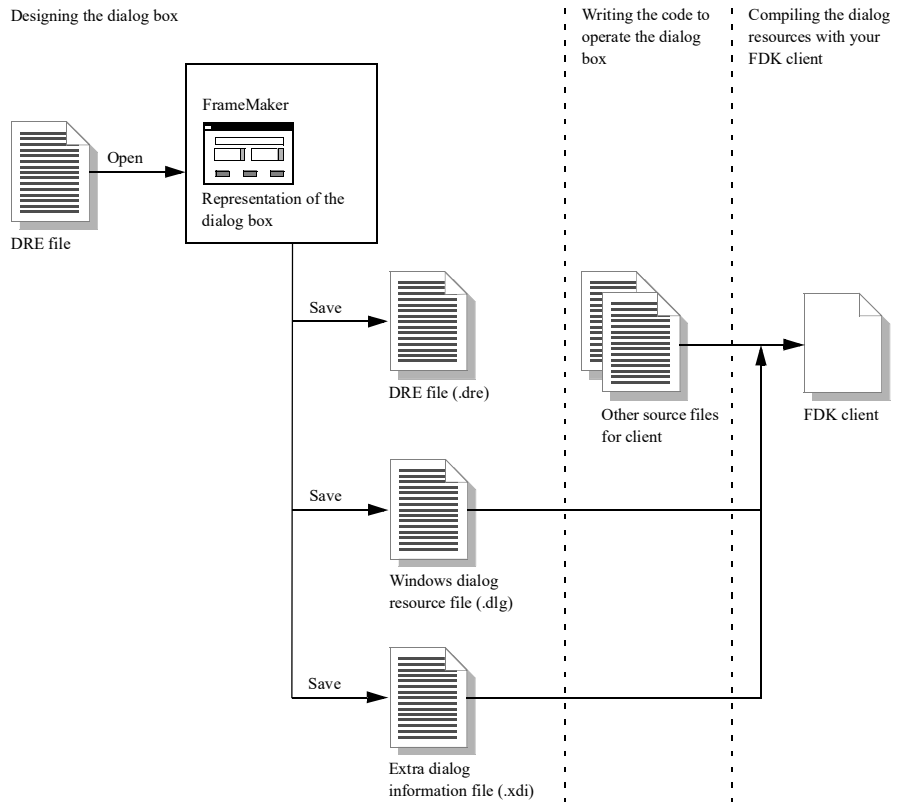 Designing the dialog box
Writing the code to
operate the dialog
box
Compiling the dialog
resources with your
FDK client
FrameMaker
Open
Representation of the
dialog box
DRE file
Save
DRE file (.dre)
Other source files
for client
FDK client
Save
Windows dialog
resource file (.dlg)
Save
Extra dialog
information file (.xdi)